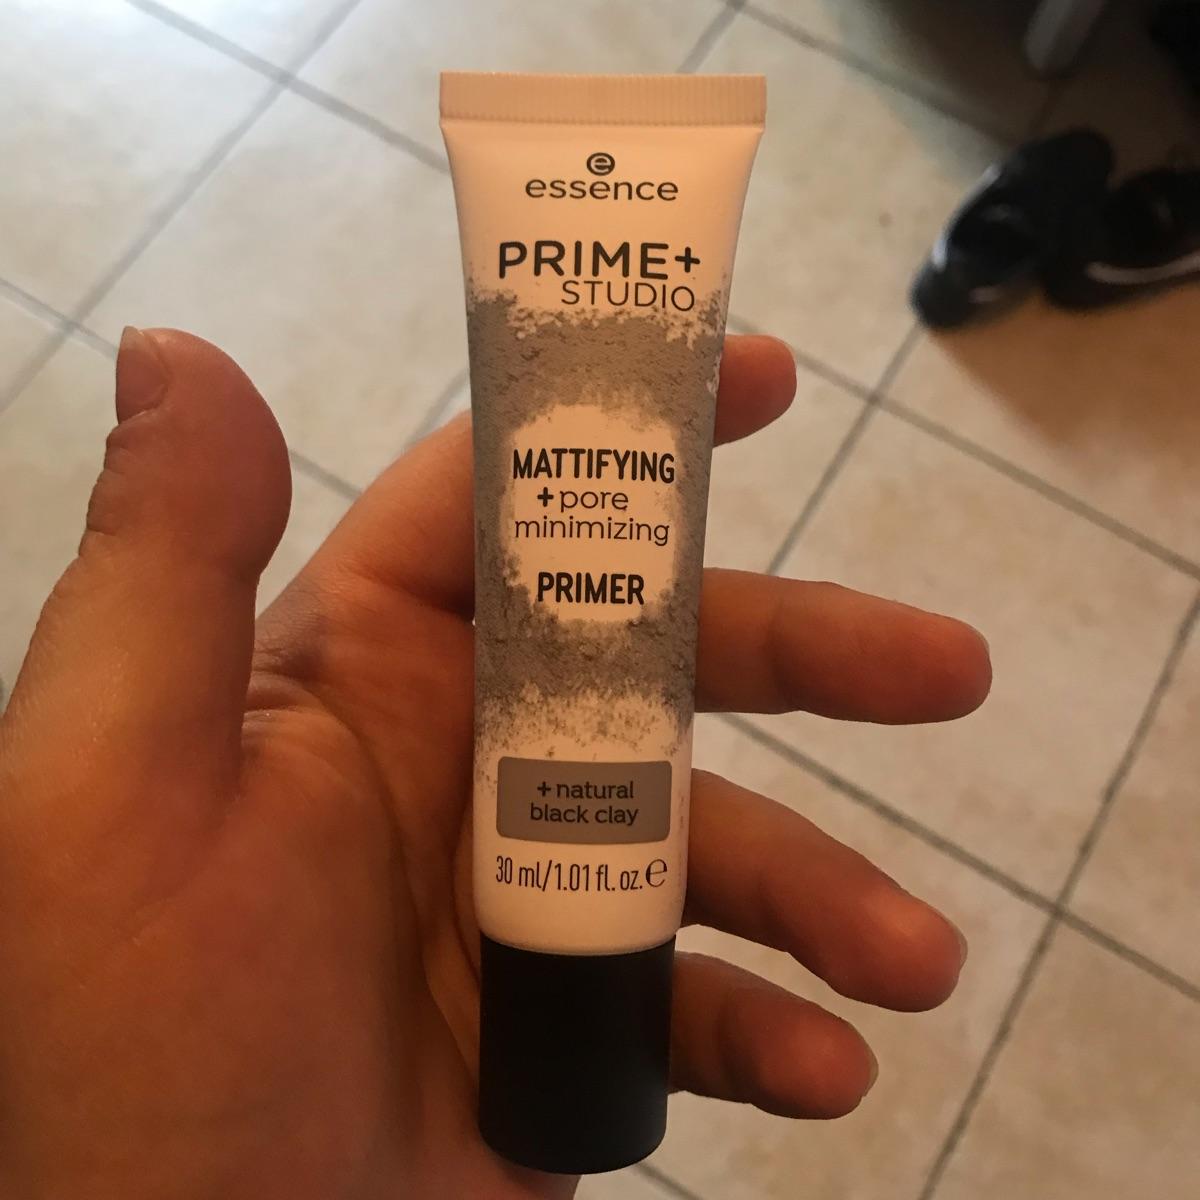 e
essence
PRIME+
STUDIO
MATTIFYING
+pore
minimizing
PRIMER
+ natural
black clay
30 ml/1.01 fl. oz. ℮